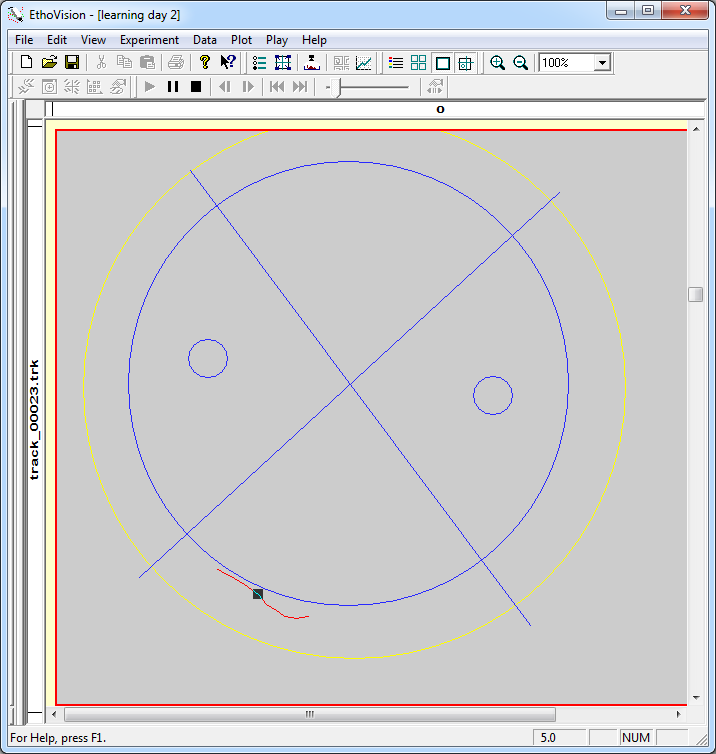 EthoVision - [learning day 2]
File Edit View Experiment Data Plot Play Help
100%
O
track_00023.trk
For Help, press F1.
5.0
NUM